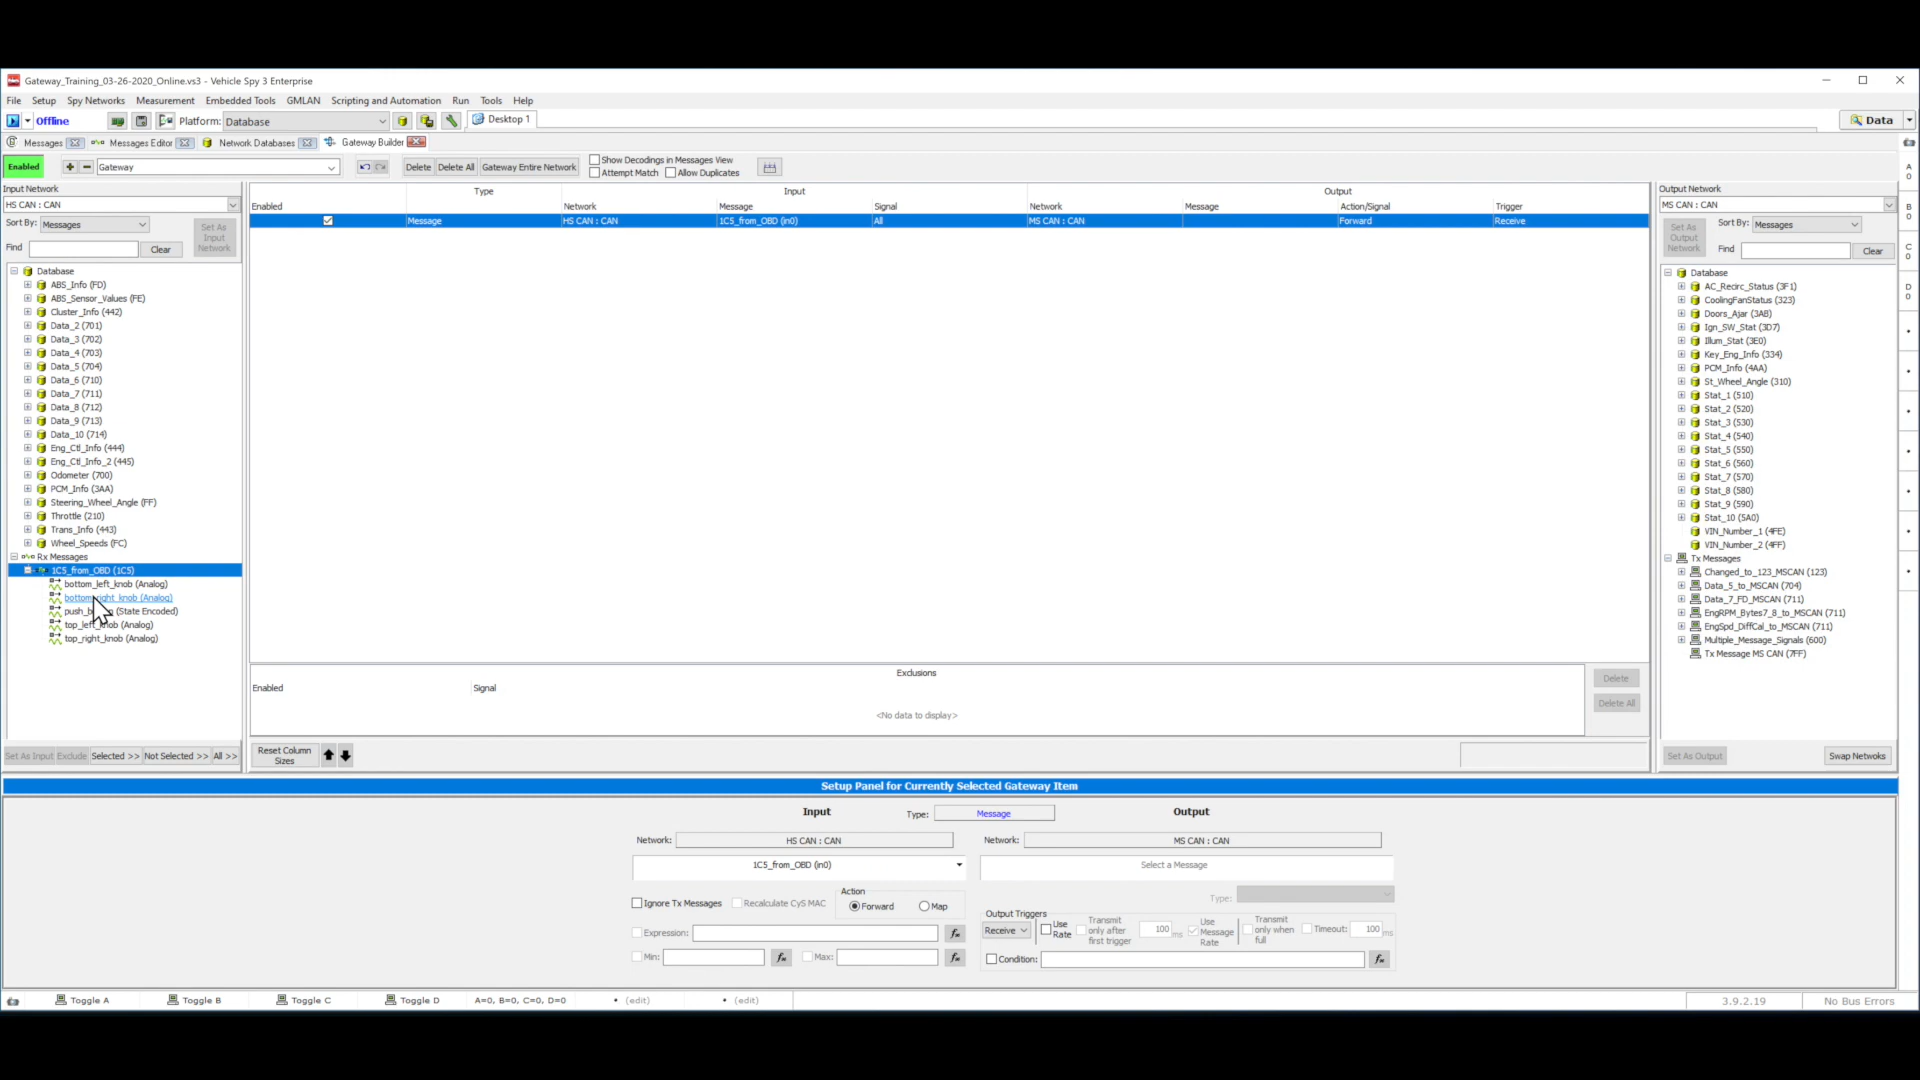 Gateway_Training_03-26-2020_Online.vs3 - Vehicle Spy 3 Enterprise
File Setup Spy Networks Measurement Embedded Tools GMLAN Scripting and Automation Run Tools Help
Offline Platform: Database Desktop 1 Data
Messages Messages Editor Network Databases Gateway Builder
Enabled Gateway Delete Delete All Gateway Entire Network
Show Decodings in Messages View
Attempt Match Allow Duplicates
Input Network
HS CAN : CAN
Sort By: Messages
Set As Input Network
Find Clear
Database
ABS_Info (FD)
ABS_Sensor_Values (FE)
Cluster_Info (442)
Data_2 (701)
Data_3 (702)
Data_4 (703)
Data_5 (704)
Data_6 (710)
Data_7 (711)
Data_8 (712)
Data_9 (713)
Data_10 (714)
Eng_Ctl_Info (444)
Eng_Ctl_Info_2 (445)
Odometer (700)
PCM_Info (3AA)
Steering_Wheel_Angle (FF)
Throttle (210)
Trans_Info (443)
Wheel_Speeds (FC)
Rx Messages
1C5_from_OBD (1C5)
bottom_left_knob (Analog)
(Analog)
(State Encoded)
(Analog)
top_right_knob (Analog)
Set As Input Exclude Selected >> Not Selected >> All >>
Type Input Output
Enabled Network Message Signal Network Message Action/Signal Trigger
Message HS CAN : CAN 1C5_from_OBD (in0) All MS CAN : CAN Forward Receive
Exclusions
Enabled Signal
<No data to display>
Delete
Delete All
Reset Column Sizes
Output Network
MS CAN : CAN
Set As Output Network
Sort By: Messages
Find Clear
Database
AC_Recirc_Status (3F1)
CoolingFanStatus (323)
Doors_Ajar (3AB)
Ign_SW_Stat (3D7)
Illum_Stat (3E0)
Key_Eng_Info (334)
PCM_Info (4AA)
St_Wheel_Angle (310)
Stat_1 (510)
Stat_2 (520)
Stat_3 (530)
Stat_4 (540)
Stat_5 (550)
Stat_6 (560)
Stat_7 (570)
Stat_8 (580)
Stat_9 (590)
Stat_10 (5A0)
VIN_Number_1 (4FE)
VIN_Number_2 (4FF)
Tx Messages
Changed_to_123_MSCAN (123)
Data_5_to_MSCAN (704)
Data_7_FD_MSCAN (711)
EngRPM_Bytes7_8_to_MSCAN (711)
EngSpd_DiffCal_to_MSCAN (711)
Multiple_Message_Signals (600)
Tx Message MS CAN (7FF)
Set As Output Swap Netwoks
A
0
B
0
C
0
D
0
Setup Panel for Currently Selected Gateway Item
Input Type: Message Output
Network: HS CAN : CAN Network: MS CAN : CAN
1C5_from_OBD (in0) Select a Message
Ignore Tx Messages Recalculate CyS MAC Action Forward Map
Type:
Output Triggers
Receive Use Rate Transmit only after first trigger 100 ms Use Message Rate Transmit only when full Timeout: 100 ms
Expression: fx
Min: fx Max: fx
Condition: fx
Toggle A Toggle B Toggle C Toggle D A=0, B=0, C=0, D=0 (edit) (edit) 3.9.2.19 No Bus Errors